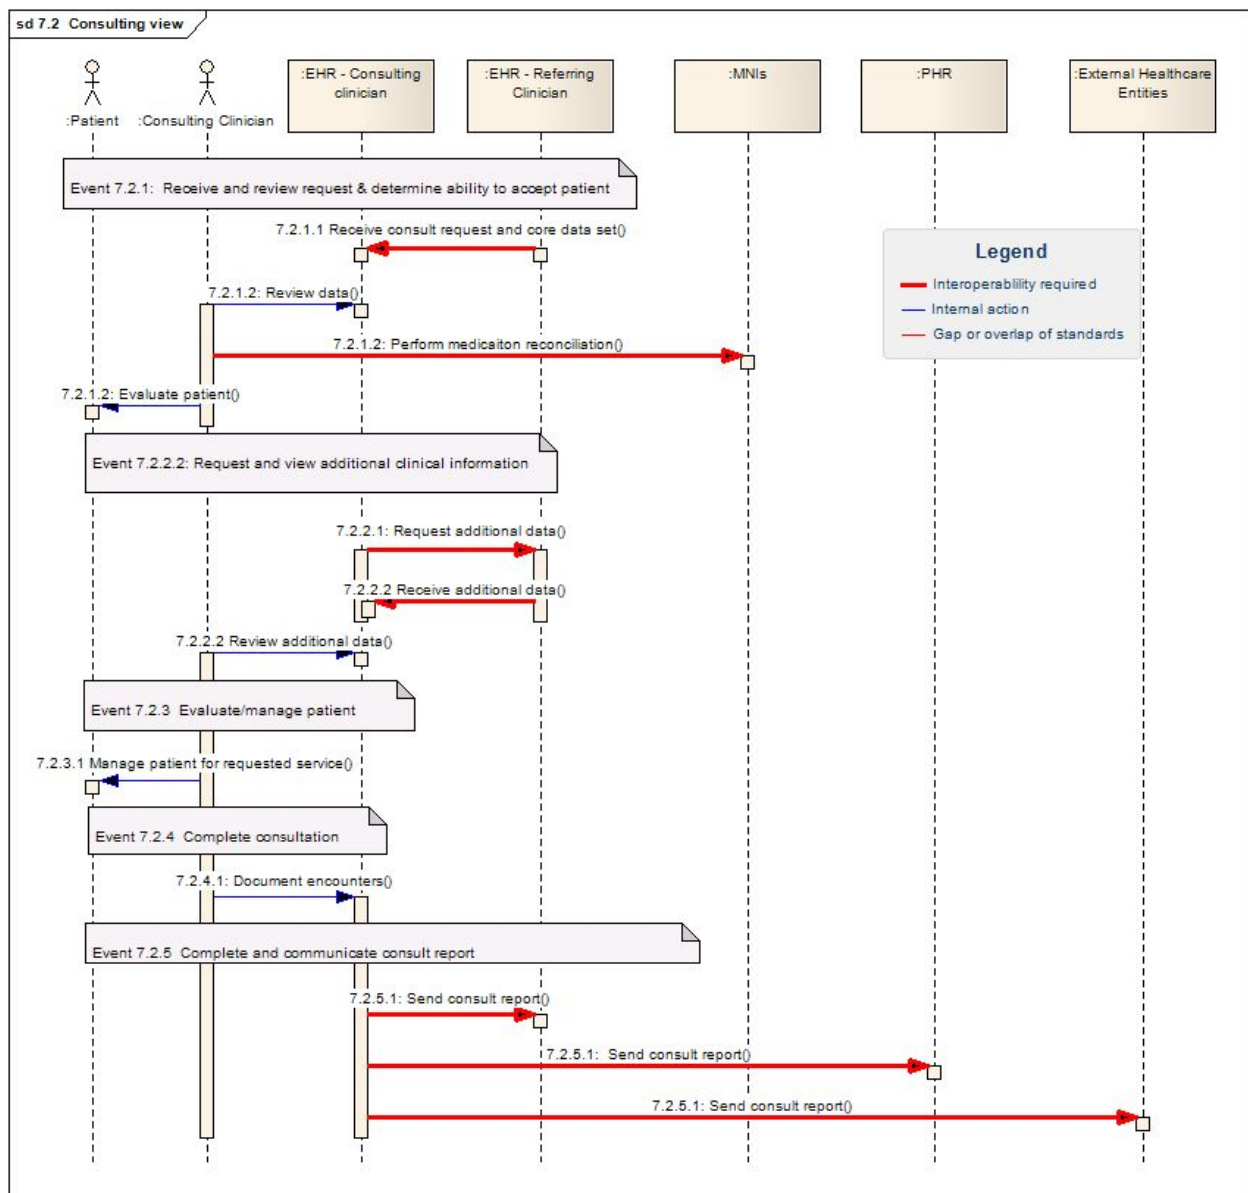 sd 7.2 Consulting view
:Patient
:Consulting Clinician
:EHR - Consulting
clinician
:EHR - Referring
Clinician
:MNIs
:PHR
:External Healthcare
Entities
Event 7.2.1: Receive and review request & determine ability to accept patient
7.2.1.1 Receive consult request and core data set()
Legend
Interoperablility required
Internal action
Gap or overlap of standards
7.2.1.2: Review data()
7.2.1.2: Perform medicaiton reconciliation()
7.2.1.2: Evaluate patient()
Event 7.2.2.2: Request and view additional clinical information
7.2.2.1: Request additional data()
7.2.2.2 Receive additional data()
7.2.2.2 Review additional data()
Event 7.2.3 Evaluate/manage patient
7.2.3.1 Manage patient for requested service()
Event 7.2.4 Complete consultation
7.2.4.1: Document encounters()
Event 7.2.5 Complete and communicate consult report
7.2.5.1: Send consult report()
7.2.5.1: Send consult report()
7.2.5.1: Send consult report()